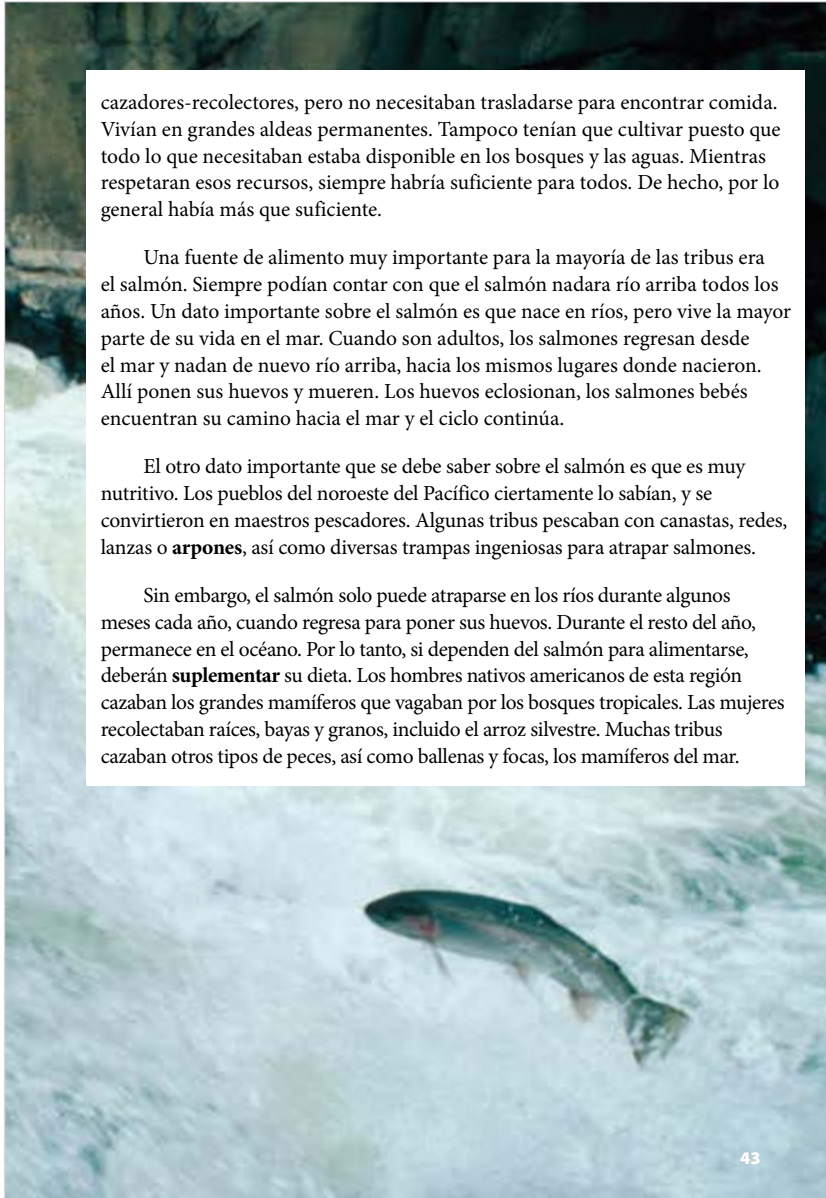 cazadores-recolectores, pero no necesitaban trasladarse para encontrar comida.
Vivían en grandes aldeas permanentes. Tampoco tenían que cultivar puesto que
todo lo que necesitaban estaba disponible en los bosques y las aguas. Mientras
respetaran esos recursos, siempre habría suficiente para todos. De hecho, por lo
general había más que suficiente.
Una fuente de alimento muy importante para la mayoría de las tribus era
el salmón. Siempre podían contar con que el salmón nadara río arriba todos los
años. Un dato importante sobre el salmón es que nace en ríos, pero vive la mayor
parte de su vida en el mar. Cuando son adultos, los salmones regresan desde
el mar y nadan de nuevo río arriba, hacia los mismos lugares donde nacieron.
Allí ponen sus huevos y mueren. Los huevos eclosionan, los salmones bebés
encuentran su camino hacia el mar y el ciclo continúa.
El otro dato importante que se debe saber sobre el salmón es que es muy
nutritivo. Los pueblos del noroeste del Pacífico ciertamente lo sabían, y se
convirtieron en maestros pescadores. Algunas tribus pescaban con canastas, redes,
lanzas o arpones, así como diversas trampas ingeniosas para atrapar salmones.
Sin embargo, el salmón solo puede atraparse en los ríos durante algunos
meses cada año, cuando regresa para poner sus huevos. Durante el resto del año,
permanece en el océano. Por lo tanto, si dependen del salmón para alimentarse,
deberán suplementar su dieta. Los hombres nativos americanos de esta región
cazaban los grandes mamíferos que vagaban por los bosques tropicales. Las mujeres
recolectaban raíces, bayas y granos, incluido el arroz silvestre. Muchas tribus
cazaban otros tipos de peces, así como ballenas y focas, los mamíferos del mar.
43